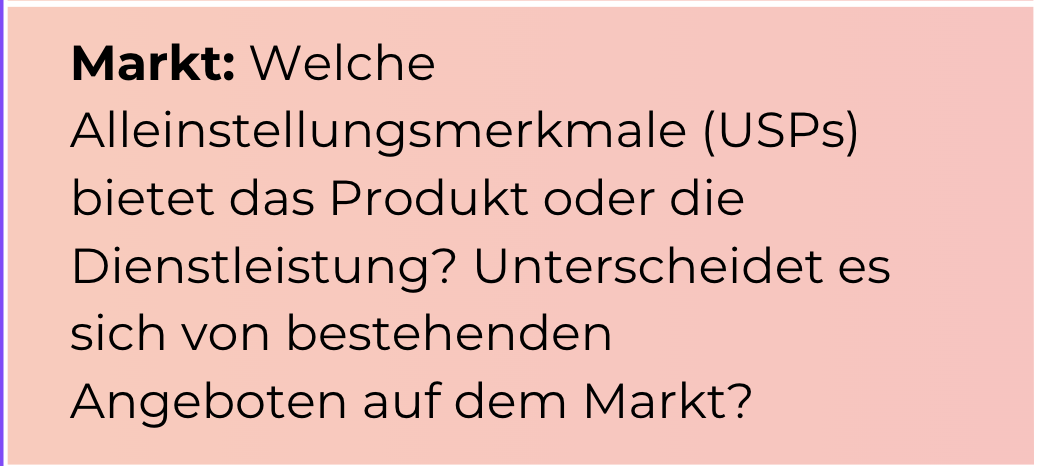 Markt: Welche
Alleinstellungsmerkmale (USPs)
bietet das Produkt oder die
Dienstleistung? Unterscheidet es
sich von bestehenden
Angeboten auf dem Markt?